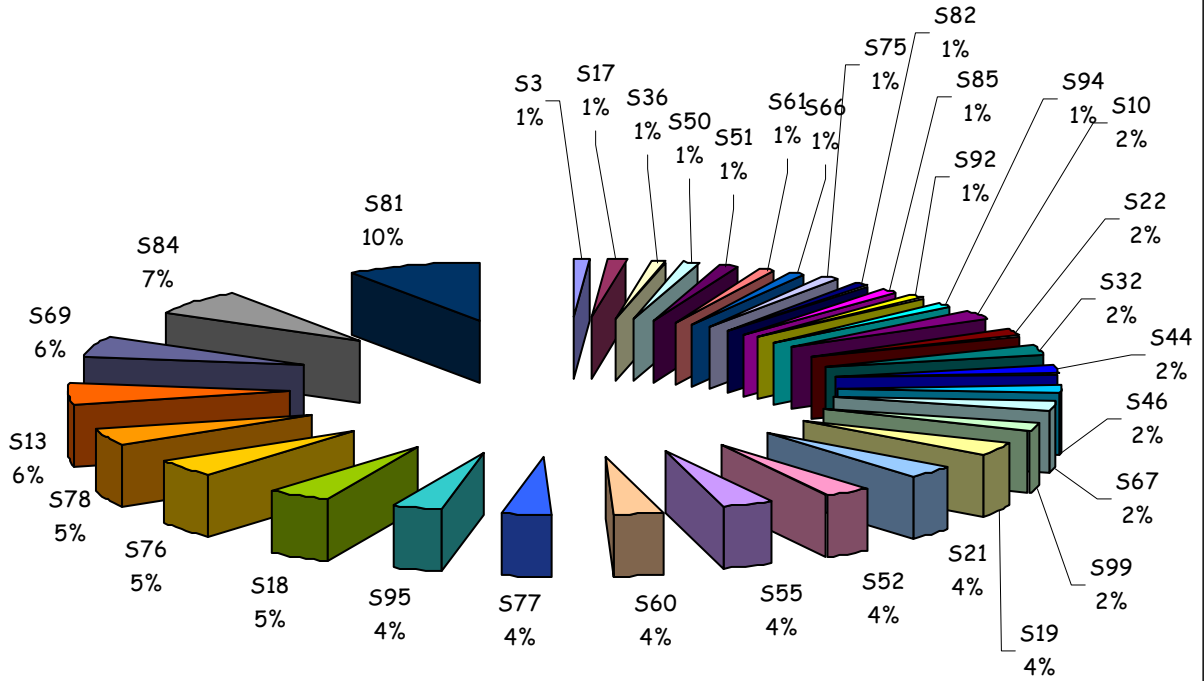 S3
1%
S17
1%
S36
1%
S50
1%
S51
1%
S61
1%
S66
1%
S75
1%
S82
1%
S85
1%
S92
1%
S94
1%
S10
2%
S22
2%
S32
2%
S44
2%
S46
2%
S67
2%
S99
2%
S19
4%
S21
4%
S52
4%
S55
4%
S60
4%
S77
4%
S95
4%
S18
5%
S76
5%
S78
5%
S13
6%
S69
6%
S84
7%
S81
10%